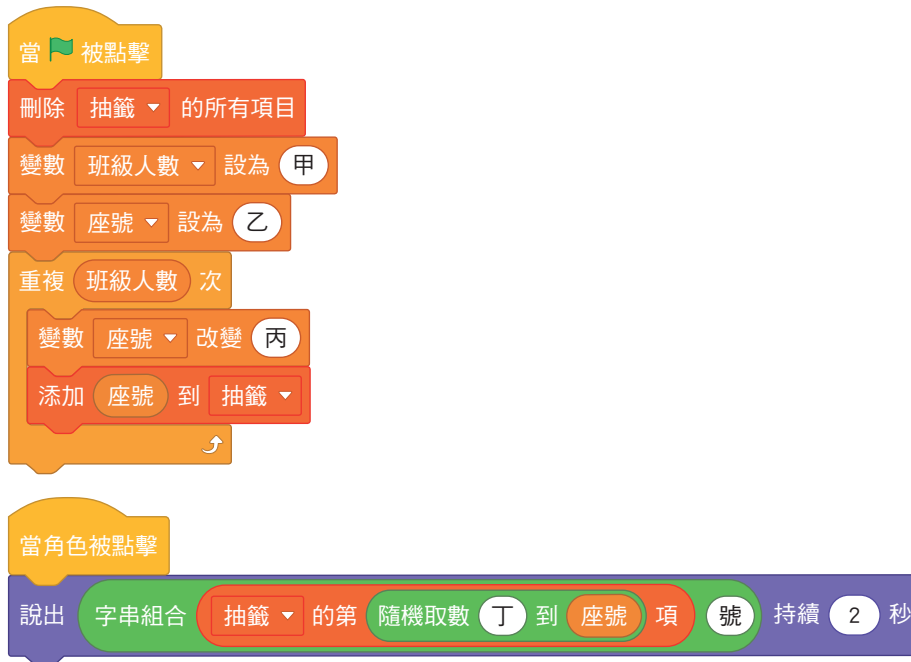 當 被點擊
刪除 抽籤 的所有項目
變數 班級人數 設為 甲
變數 座號 設為 乙
重複 班級人數 次
變數 座號 改變 丙
添加 座號 到 抽籤
當角色被點擊
說出 字串組合 抽籤 的第 隨機取數 丁 到 座號 項 號 持續 2 秒